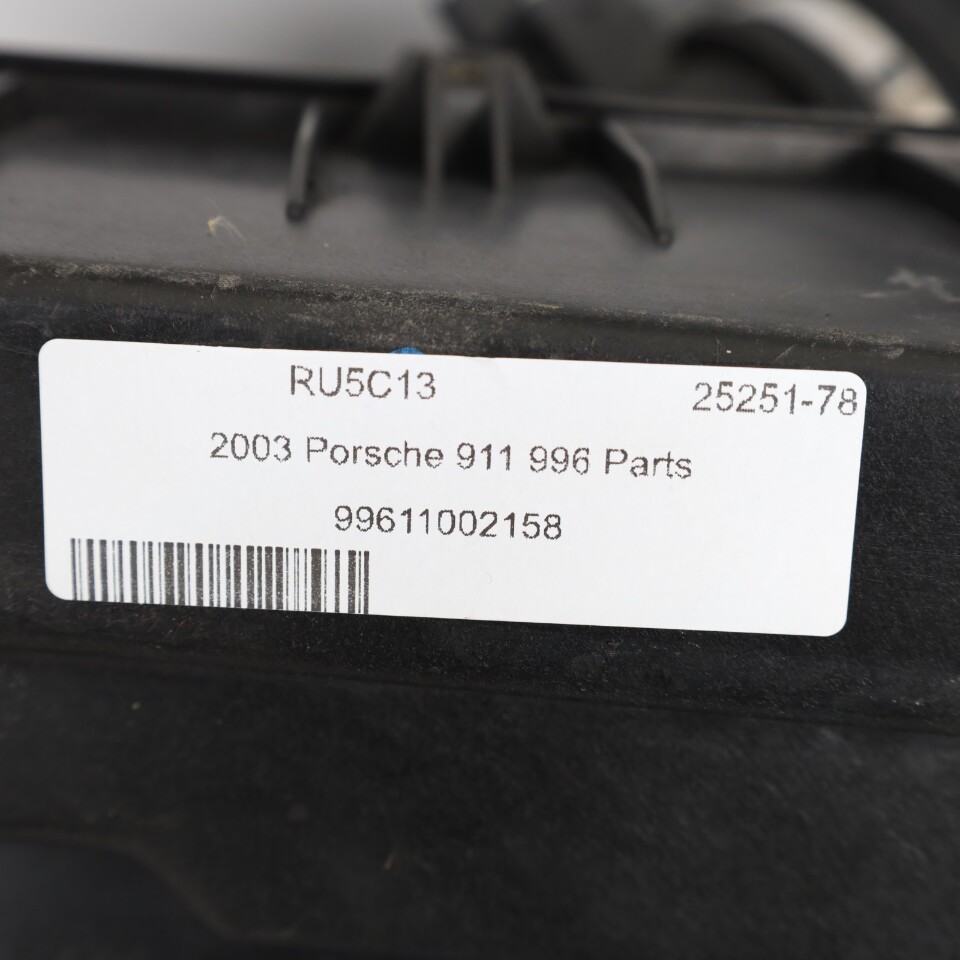 RU5C13 25251-78
2003 Porsche 911 996 Parts
99611002158